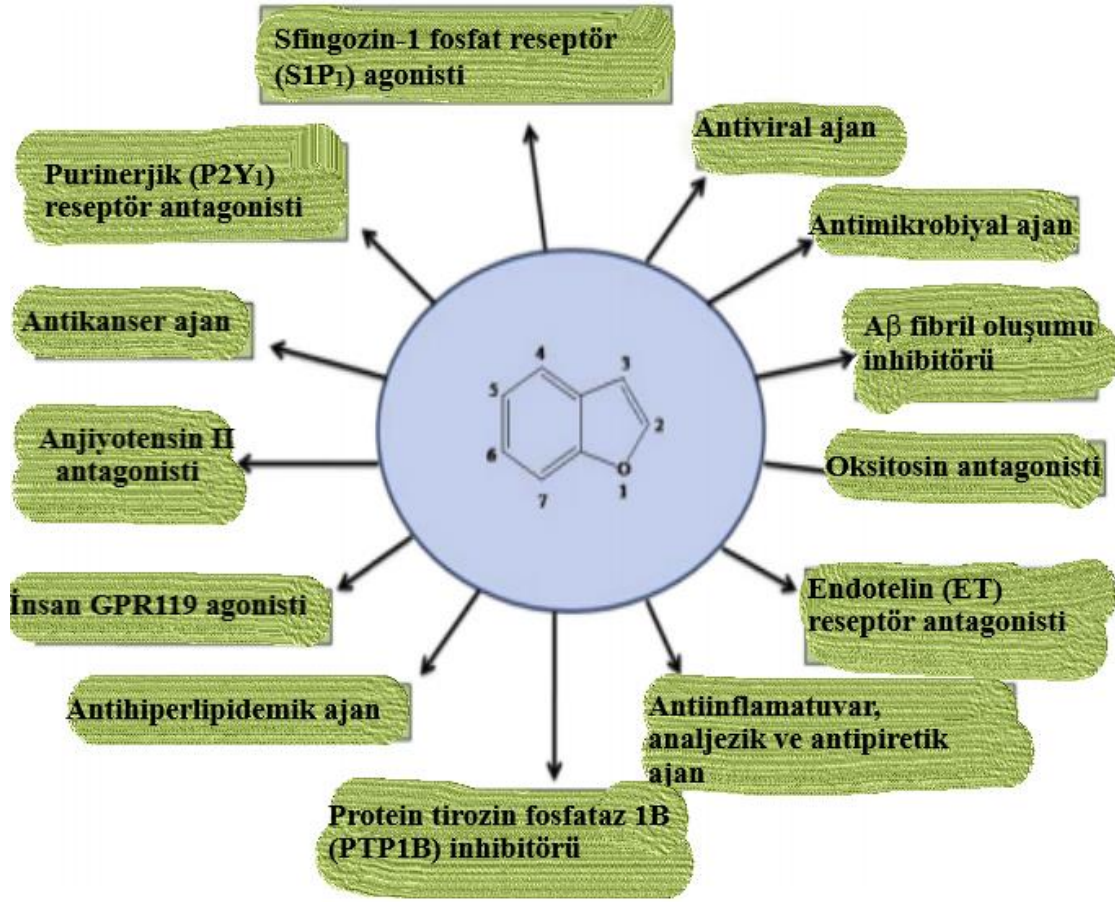 Sfingozin-1 fosfat reseptör
(S1P₁) agonisti
Antiviral ajan
Antimikrobiyal ajan
Aβ fibril oluşumu
inhibitörü
Oksitosin antagonisti
Endotelin (ET)
reseptör antagonisti
Antiinflamatuvar,
analjezik ve antipiretik
ajan
Protein tirozin fosfataz 1B
(PTP1B) inhibitörü
Antihiperlipidemik ajan
İnsan GPR119 agonisti
Anjiyotensin II
antagonisti
Antikanser ajan
Purinerjik (P2Y₁)
reseptör antagonisti
4
3
5
2
6
O
7
1